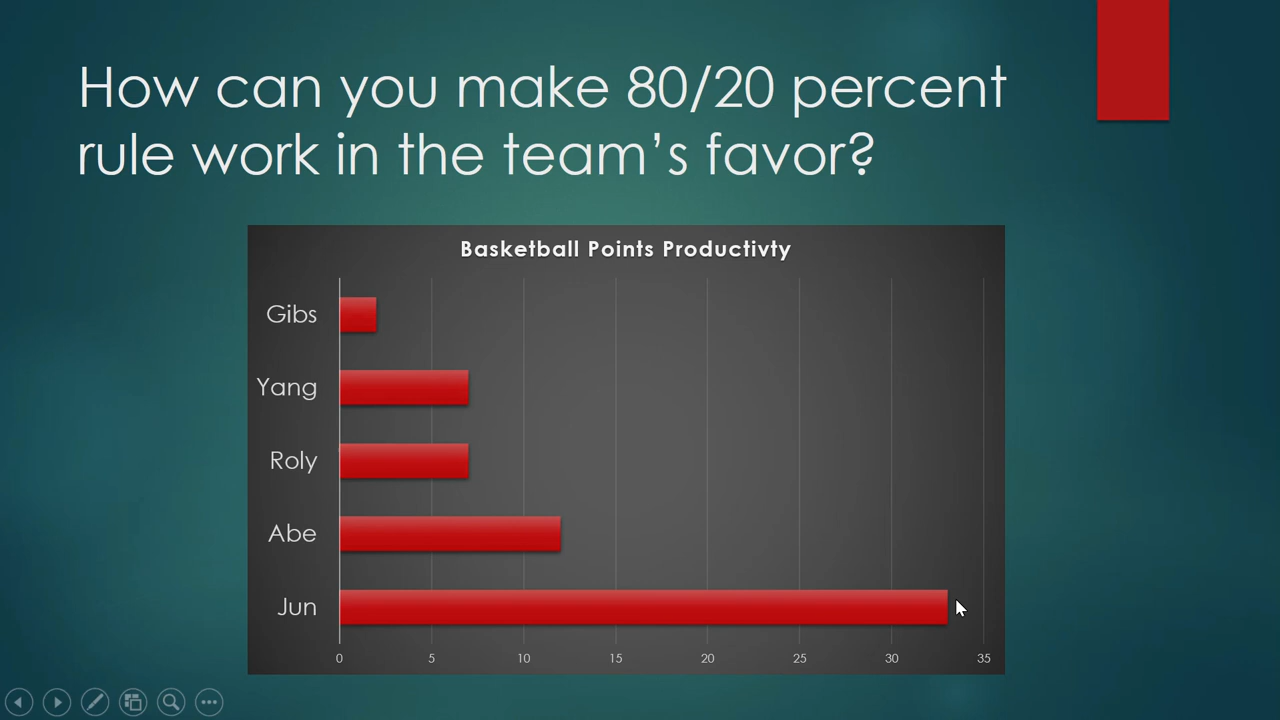 How can you make 80/20 percent
rule work in the team’s favor?
Basketball Points Productivty
Gibs
Yang
Roly
Abe
Jun
0 5 10 15 20 25 30 35